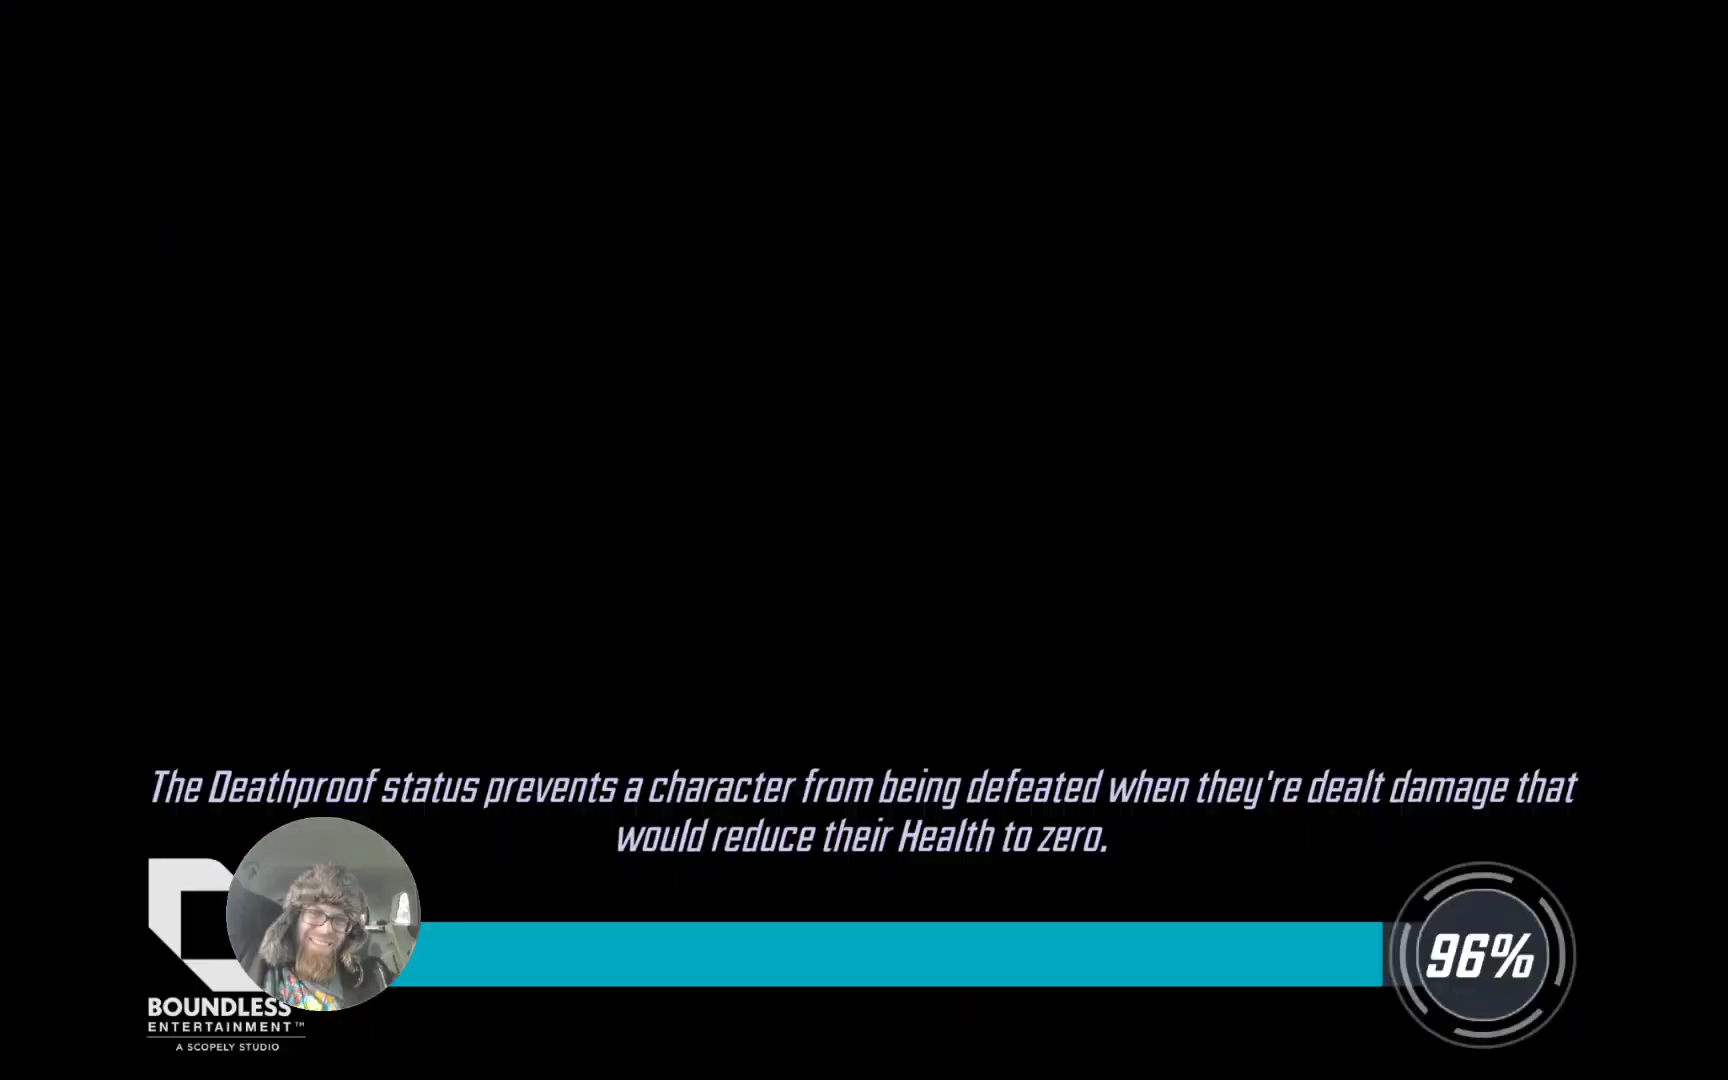 The Deathproof status prevents a character from being defeated when they're dealt damage that
would reduce their Health to zero.
96%
BOUNDLESS
ENTERTAINMENT™
A SCOPELY STUDIO